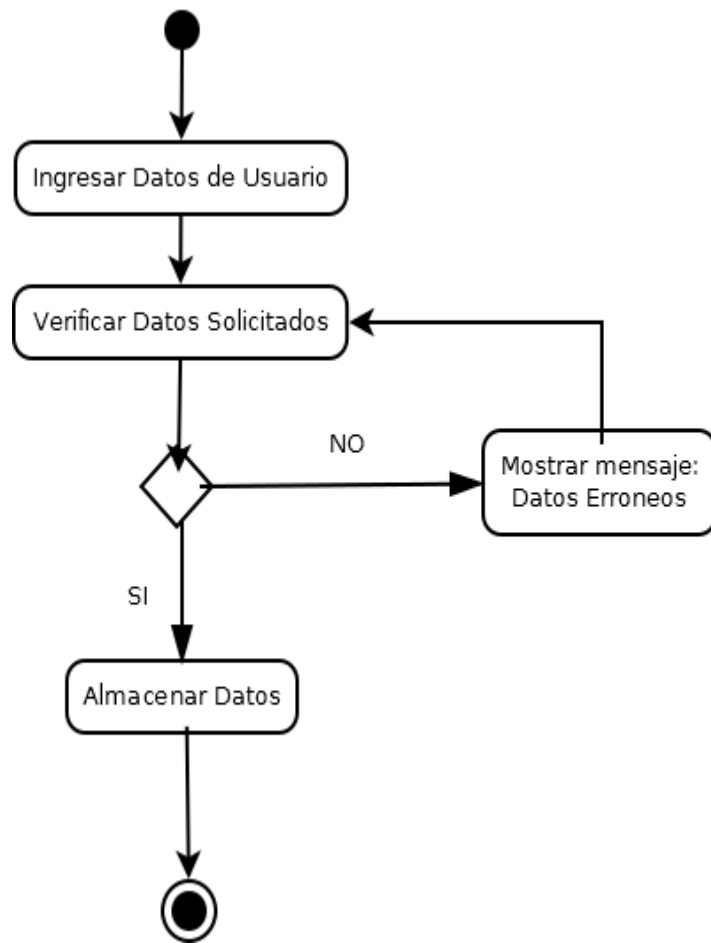 Ingresar Datos de Usuario
Verificar Datos Solicitados
NO
Mostrar mensaje:
Datos Erroneos
SI
Almacenar Datos